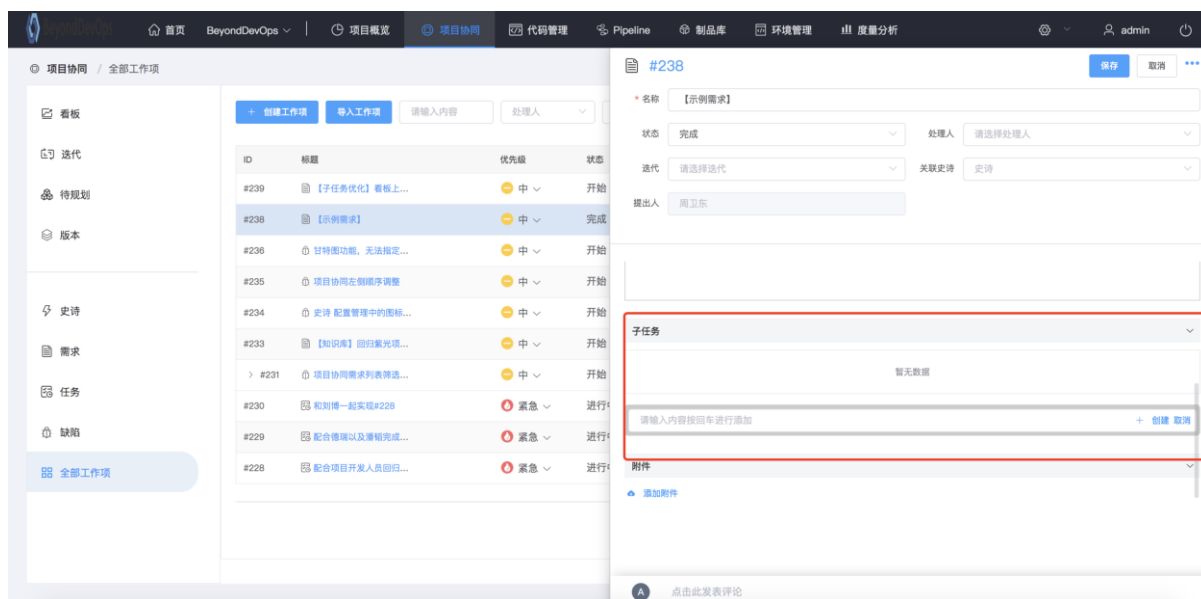 BeyondDevOps 首页 BeyondDevOps 项目概览 项目协同 代码管理 Pipeline 制品库 环境管理 度量分析 admin
项目协同 / 全部工作项
看板
迭代
待规划
版本
史诗
需求
任务
缺陷
全部工作项
+ 创建工作项 导入工作项 请输入内容 处理人
ID 标题 优先级 状态
#239 【子任务优化】看板上... 中 开始
#238 【示例需求】 中 完成
#236 甘特图功能，无法指定... 中 开始
#235 项目协同左侧顺序调整 中 开始
#234 史诗 配置管理中的图标... 中 开始
#233 【知识库】回归紫光项... 中 开始
> #231 项目协同需求列表筛选... 中 开始
#230 和刘博一起实现#228 紧急 进行
#229 配合德瑞以及潘韬完成... 紧急 进行
#228 配合项目开发人员回归... 紧急 进行
#238 保存 取消 •••
* 名称 【示例需求】
状态 完成 处理人 请选择处理人
迭代 请选择迭代 关联史诗 史诗
提出人 周卫东
子任务
暂无数据
请输入内容按回车进行添加 + 创建 取消
附件
添加附件
A 点击此发表评论